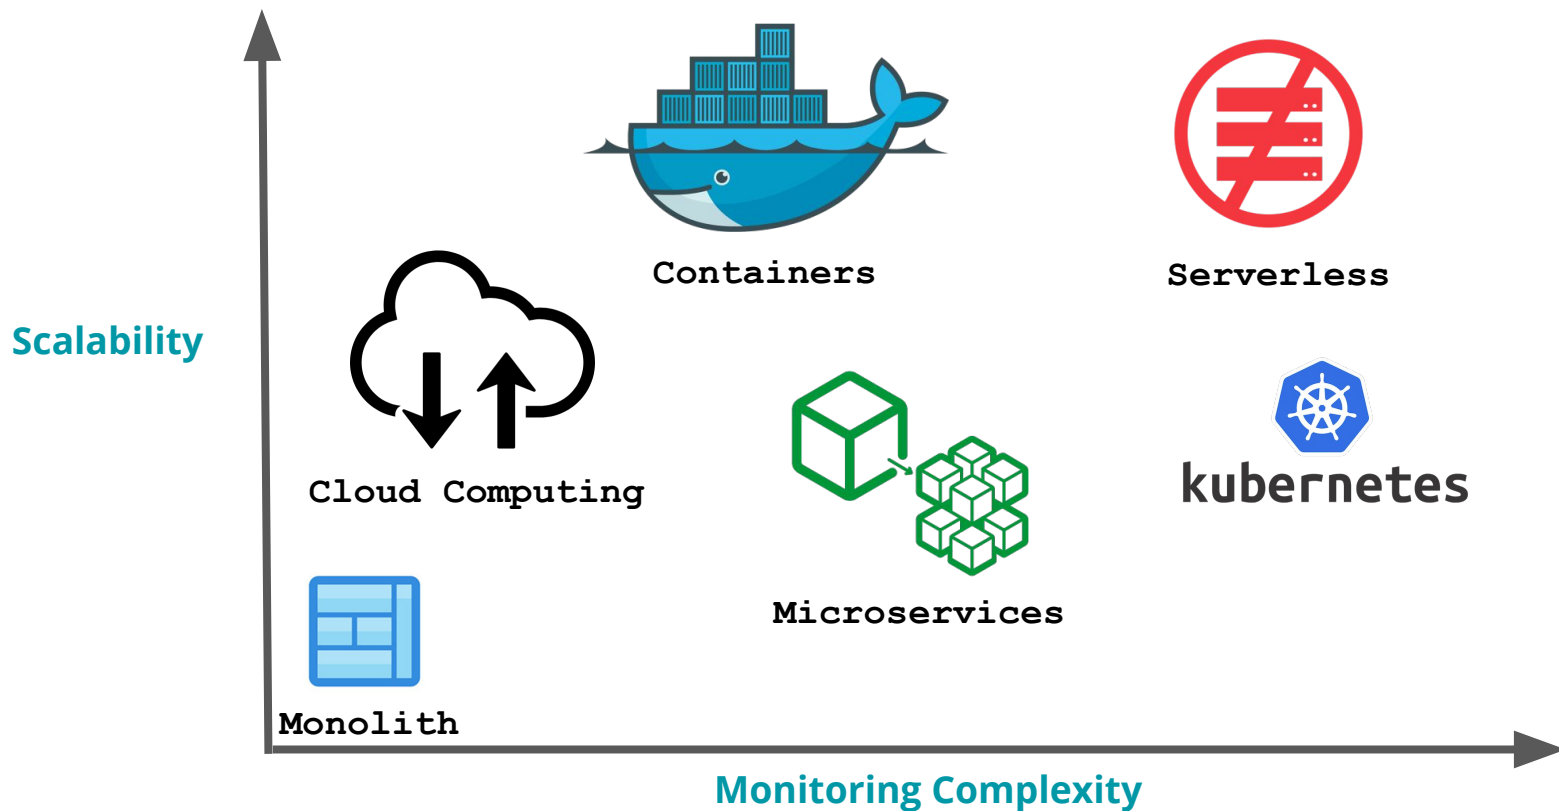 Containers
Serverless
Scalability
Cloud Computing
kubernetes
Microservices
Monolith
Monitoring Complexity